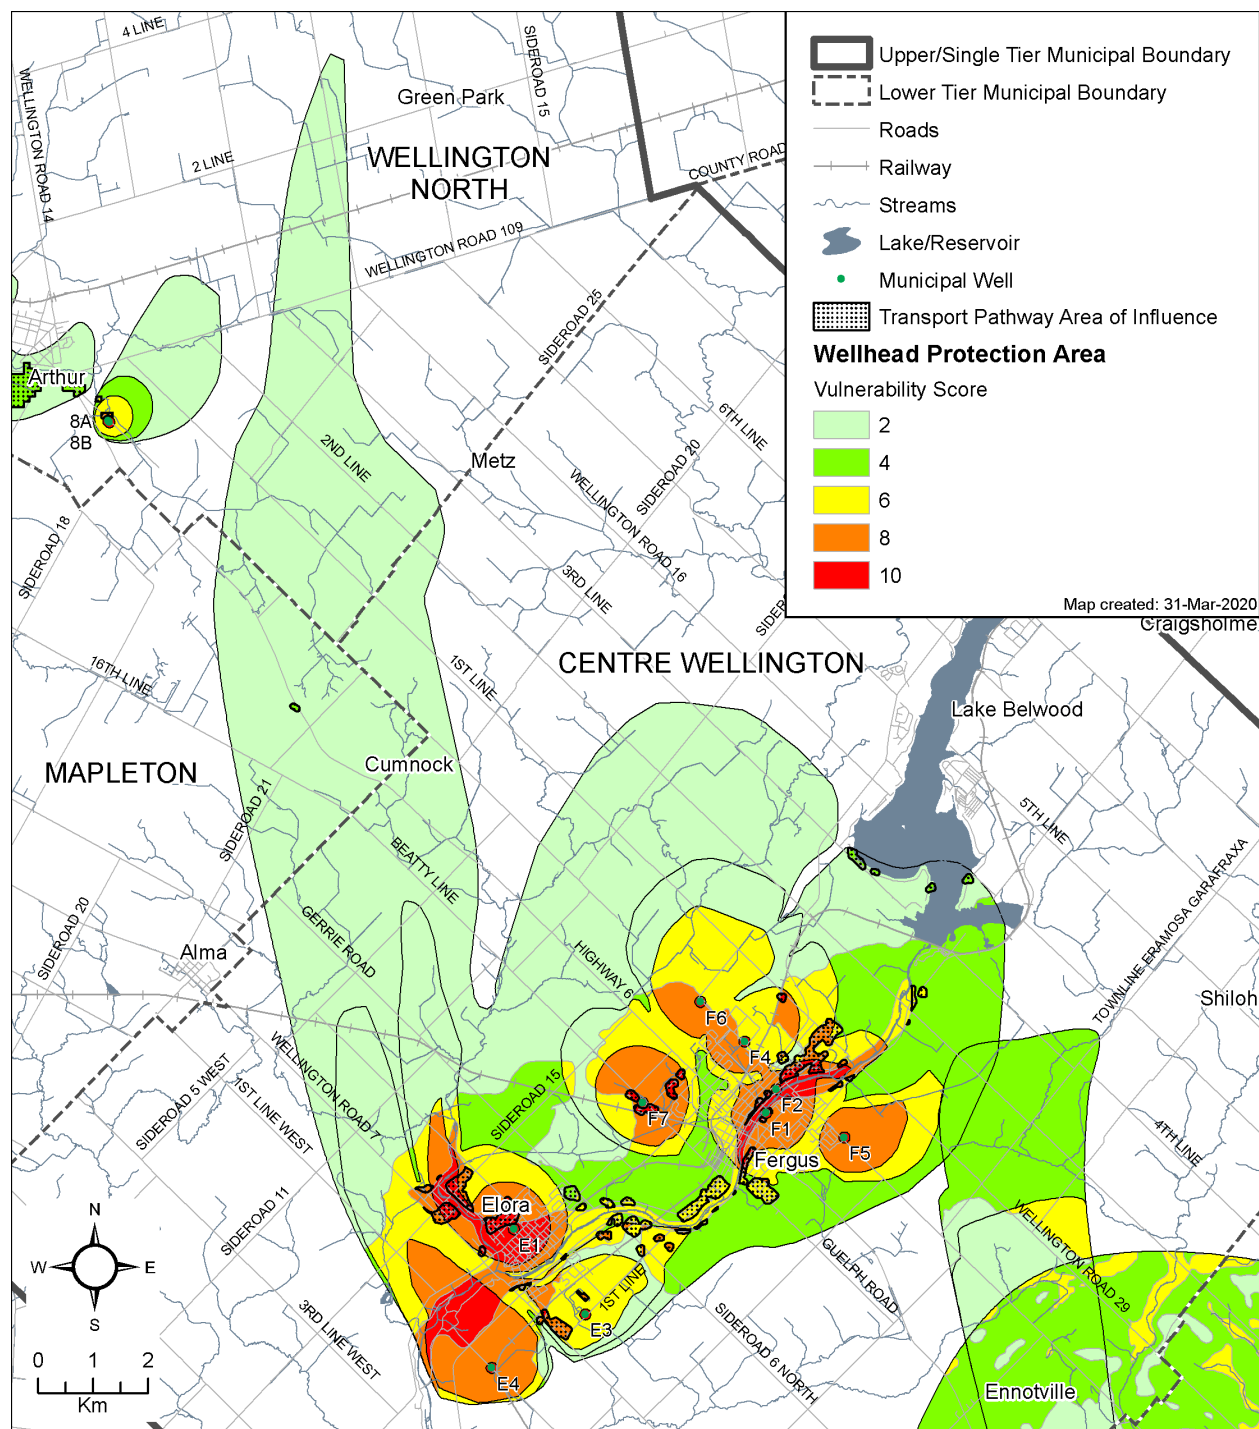 4 LINE
SIDEROAD 15
Green Park
WELLINGTON ROAD 14
2 LINE
WELLINGTON
NORTH
COUNTY ROAD
WELLINGTON ROAD 109
SIDEROAD 25
Arthur
8A
8B
2ND LINE
Metz
6TH LINE
SIDEROAD 20
WELLINGTON ROAD 16
SIDEROAD 18
3RD LINE
SIDER
Upper/Single Tier Municipal Boundary
Lower Tier Municipal Boundary
Roads
Railway
Streams
Lake/Reservoir
Municipal Well
Transport Pathway Area of Influence
Wellhead Protection Area
Vulnerability Score
2
4
6
8
10
Map created: 31-Mar-2020
Craigsholme
16TH LINE
1ST LINE
CENTRE WELLINGTON
Lake Belwood
MAPLETON
Cumnock
SIDEROAD 21
BEATTY LINE
5TH LINE
TOWNLINE ERAMOSA GARAFRAXA
SIDEROAD 20
Alma
GERRIE ROAD
HIGHWAY 6
Shiloh
F6
F4
WELLINGTON ROAD 7
SIDEROAD 5 WEST
1ST LINE WEST
SIDEROAD 15
F7
F2
F1
F5
Fergus
4TH LINE
Elora
E1
SIDEROAD 11
WELLINGTON ROAD 29
GUELPH ROAD
1ST LINE
E3
3RD LINE WEST
SIDEROAD 6 NORTH
E4
Ennotville
N
W
E
S
0 1 2
Km